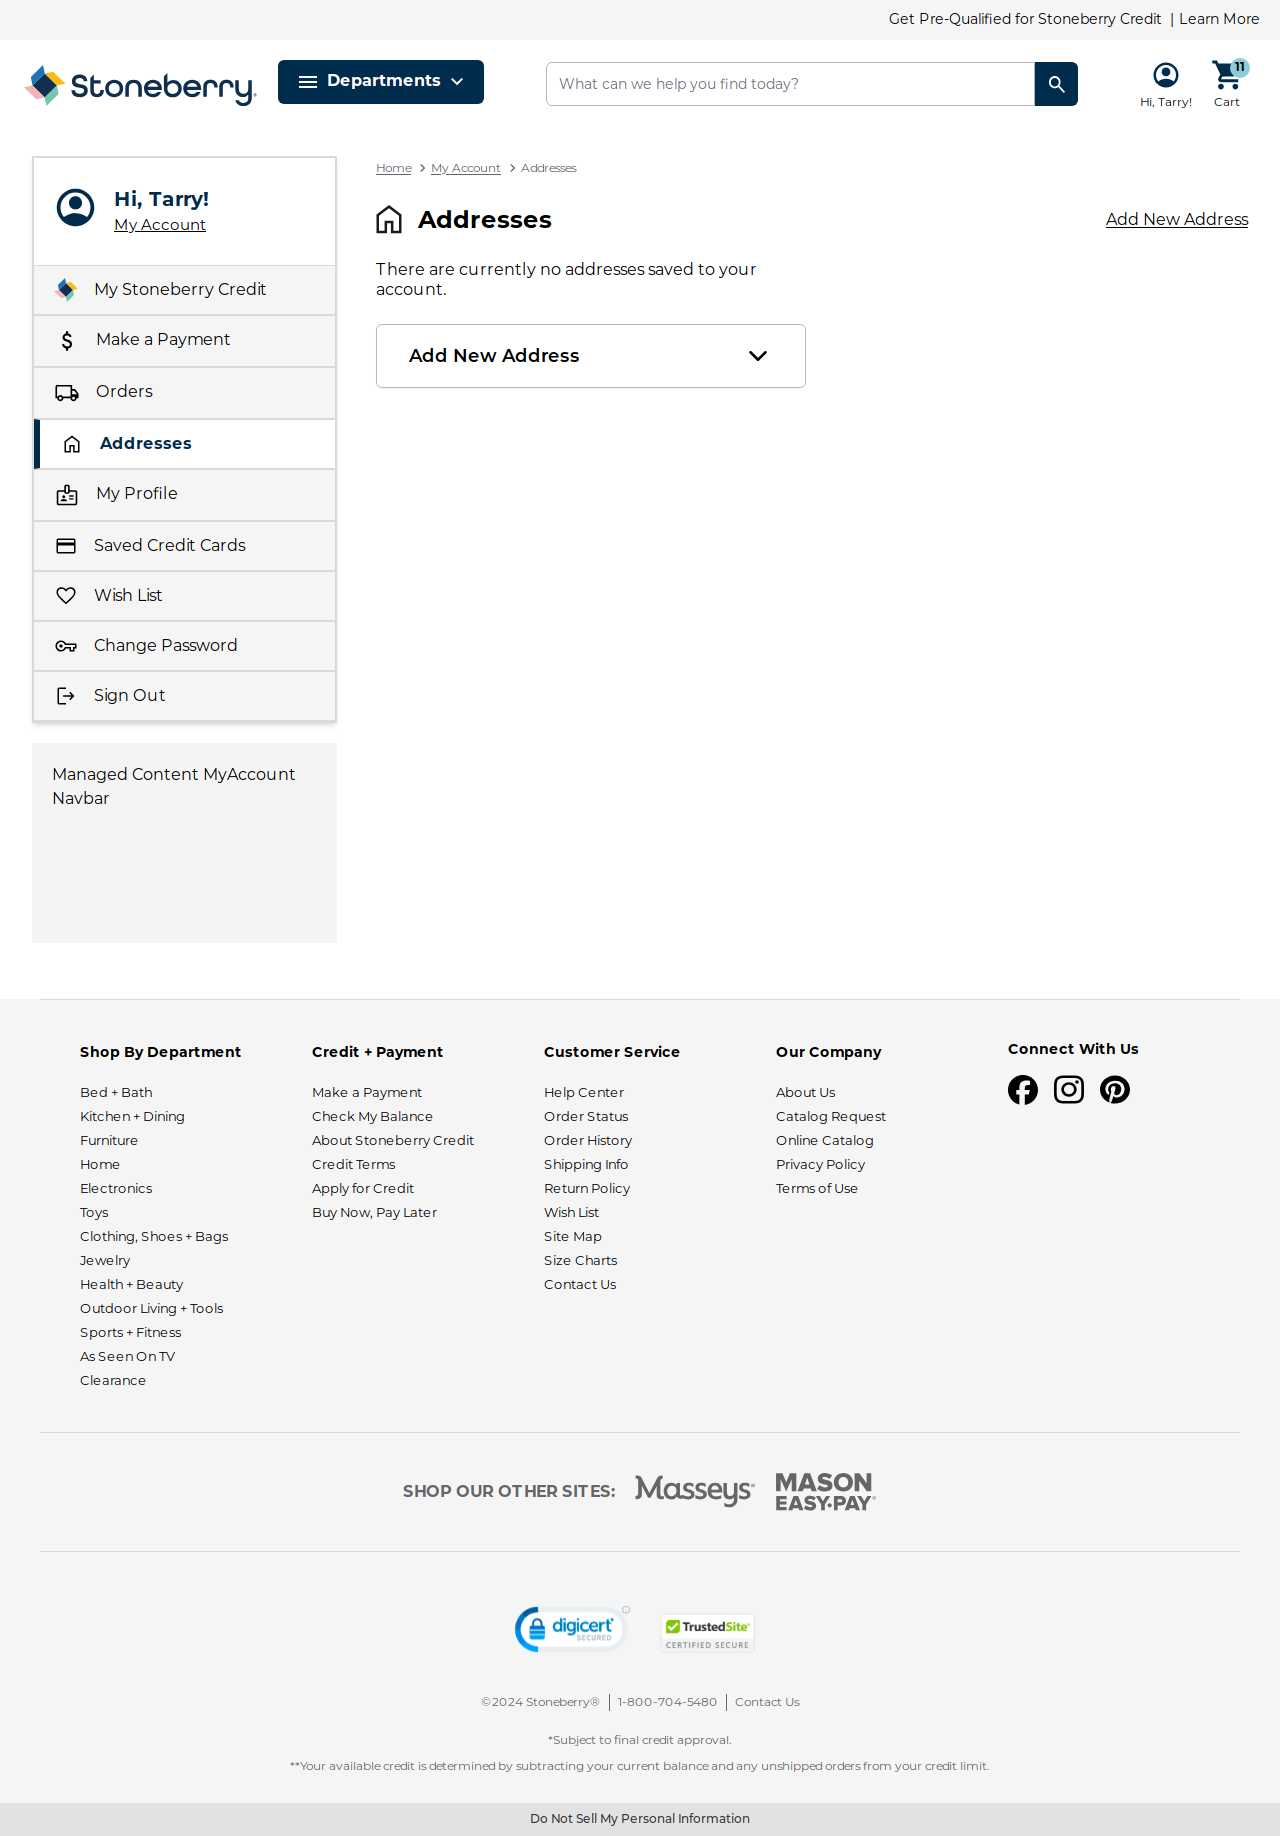 Get Pre-Qualified for Stoneberry Credit | Learn More
Stoneberry
Departments
What can we help you find today?
Hi, Tarry!
11
Cart
Hi, Tarry!
My Account
My Stoneberry Credit
Make a Payment
Orders
Addresses
My Profile
Saved Credit Cards
Wish List
Change Password
Sign Out
Managed Content MyAccount
Navbar
Home > My Account > Addresses
Addresses
Add New Address
There are currently no addresses saved to your
account.
Add New Address
Shop By Department
Bed + Bath
Kitchen + Dining
Furniture
Home
Electronics
Toys
Clothing, Shoes + Bags
Jewelry
Health + Beauty
Outdoor Living + Tools
Sports + Fitness
As Seen On TV
Clearance
Credit + Payment
Make a Payment
Check My Balance
About Stoneberry Credit
Credit Terms
Apply for Credit
Buy Now, Pay Later
Customer Service
Help Center
Order Status
Order History
Shipping Info
Return Policy
Wish List
Site Map
Size Charts
Contact Us
Our Company
About Us
Catalog Request
Online Catalog
Privacy Policy
Terms of Use
Connect With Us
SHOP OUR OTHER SITES:
Masseys
MASON
EASY•PAY
digicert
SECURED
TrustedSite
CERTIFIED SECURE
©2024 Stoneberry® | 1-800-704-5480 | Contact Us
*Subject to final credit approval.
**Your available credit is determined by subtracting your current balance and any unshipped orders from your credit limit.
Do Not Sell My Personal Information